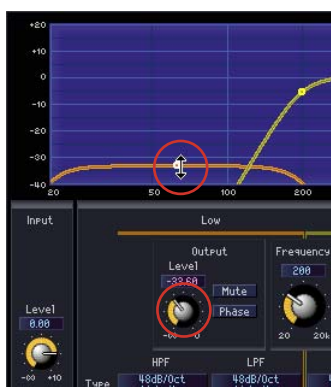 +20
+10
0
-10
-20
-30
-40
20 50 100 200
Input
Low
Output
Frequency
Level
-33.60
200
Mute
Phase
Level
0.00
-∞ 0
20 20k
-∞ +10
HPF LPF
Type 48dB/Oct 48dB/Oct